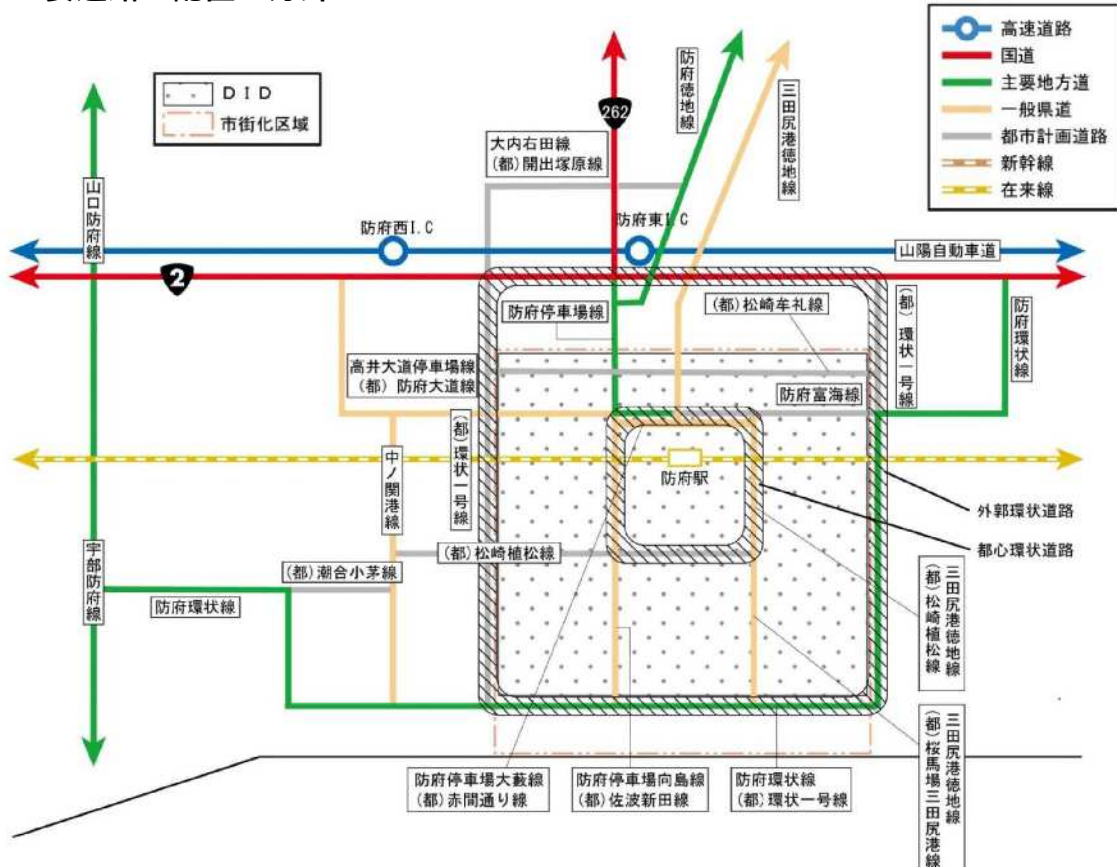 高速道路
国道
主要地方道
一般県道
都市計画道路
新幹線
在来線
DID
市街化区域
262
防府徳地線
三田尻港徳地線
大内右田線
(都)開出塚原線
山口防府線
防府西I.C
防府東I.C
山陽自動車道
2
防府停車場線
(都)松崎牟礼線
(都)環状一号線
防府環状線
高井大道停車場線
(都)防府大道線
防府富海線
(都)環状一号線
中ノ関港線
防府駅
外郭環状道路
都心環状道路
宇部防府線
(都)松崎植松線
(都)潮合小茅線
防府環状線
三田尻港徳地線
(都)松崎植松線
防府停車場大藪線
(都)赤間通り線
防府停車場向島線
(都)佐波新田線
防府環状線
(都)環状一号線
三田尻港徳地線
(都)桜馬場三田尻港線